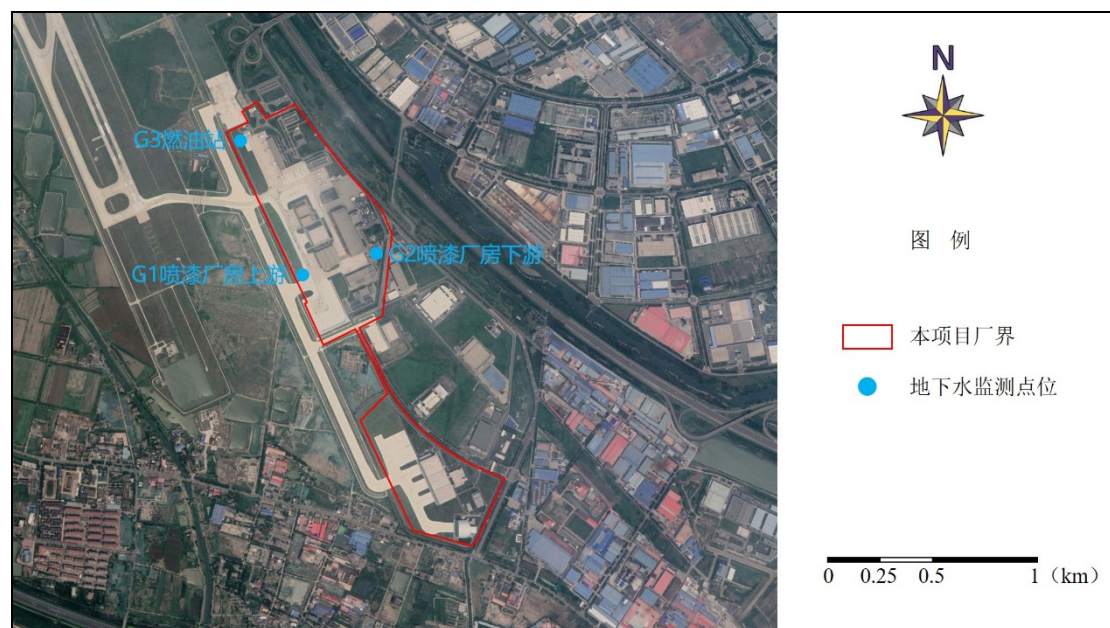 N
G3燃油站
G2喷漆厂房下游
G1喷漆厂房上游
图 例
本项目厂界
地下水监测点位
0 0.25 0.5 1 (km)